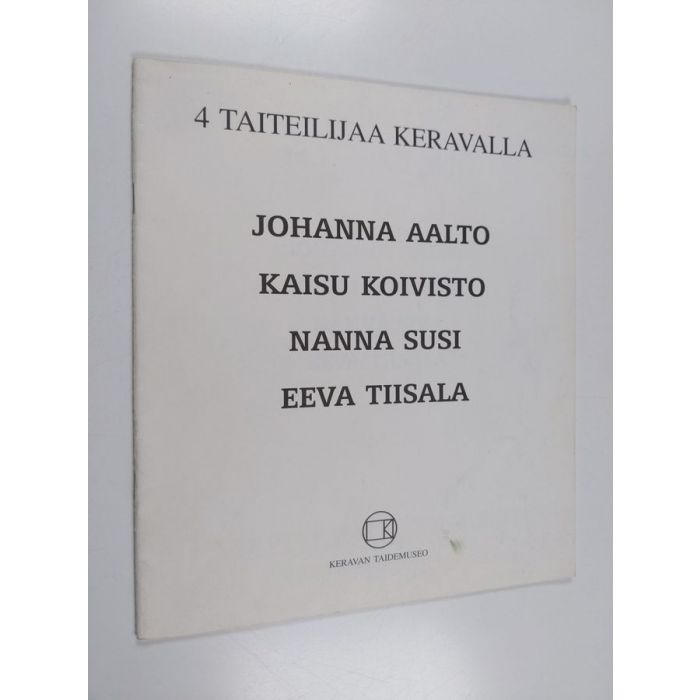 4 TAITEILIJAA KERAVALLA
JOHANNA AALTO
KAISU KOIVISTO
NANNA SUSI
EEVA TIISALA
KERAVAN TAIDEMUSEO